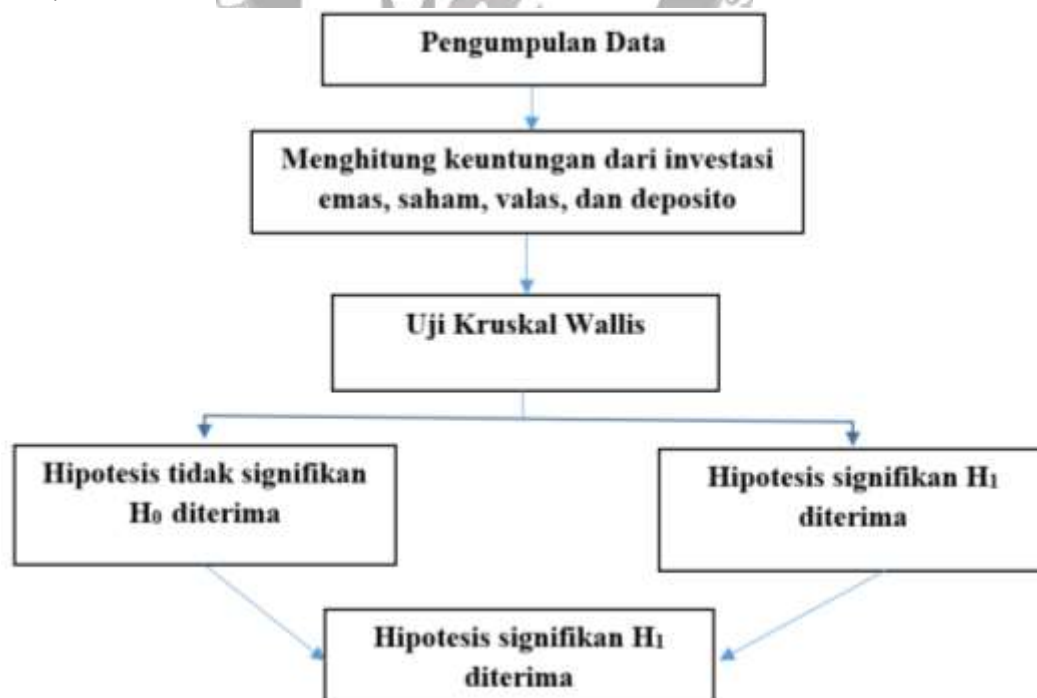 Pengumpulan Data
Menghitung keuntungan dari investasi
emas, saham, valas, dan deposito
Uji Kruskal Wallis
Hipotesis tidak signifikan
H₀ diterima
Hipotesis signifikan H₁
diterima
Hipotesis signifikan H₁
diterima